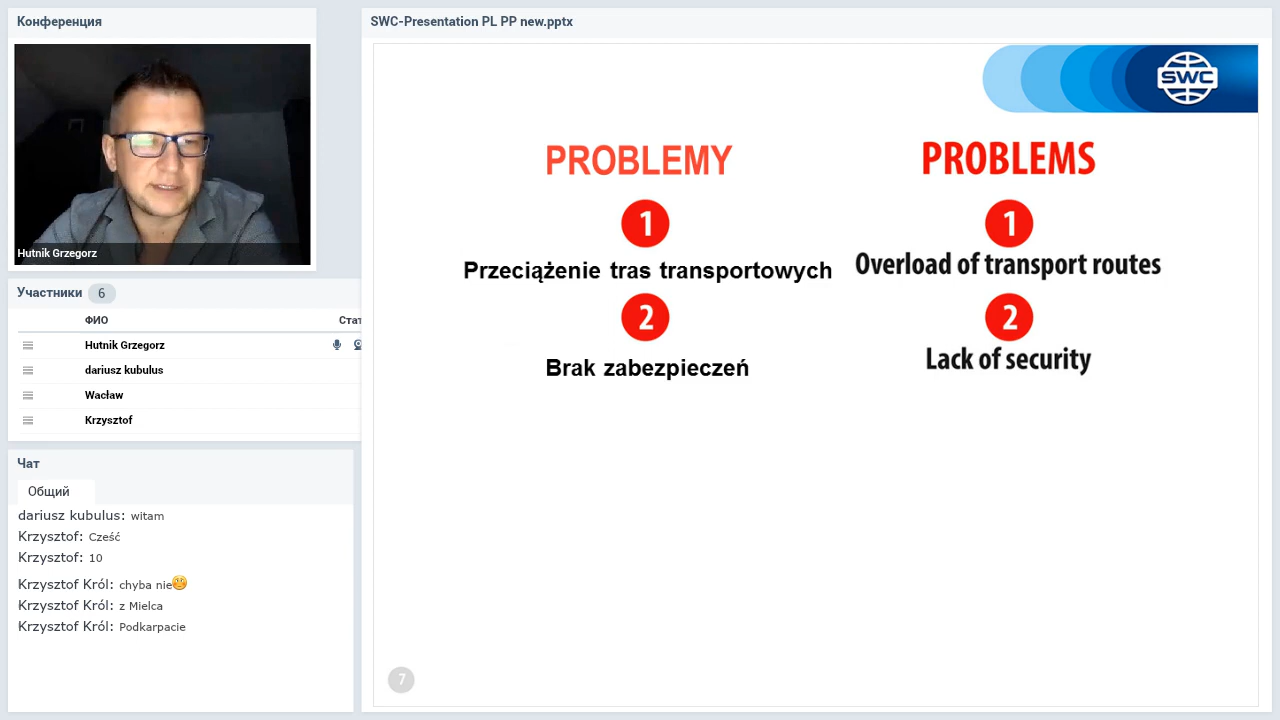 Конференция
Hutnik Grzegorz
Участники 6
ФИО Стат
Hutnik Grzegorz
dariusz kubulus
Wacław
Krzysztof
Чат
Общий
dariusz kubulus: witam
Krzysztof: Cześć
Krzysztof: 10
Krzysztof Król: chyba nie
Krzysztof Król: z Mielca
Krzysztof Król: Podkarpacie
SWC-Presentation PL PP new.pptx
SWC
PROBLEMY
1
Przeciążenie tras transportowych
2
Brak zabezpieczeń
PROBLEMS
1
Overload of transport routes
2
Lack of security
7